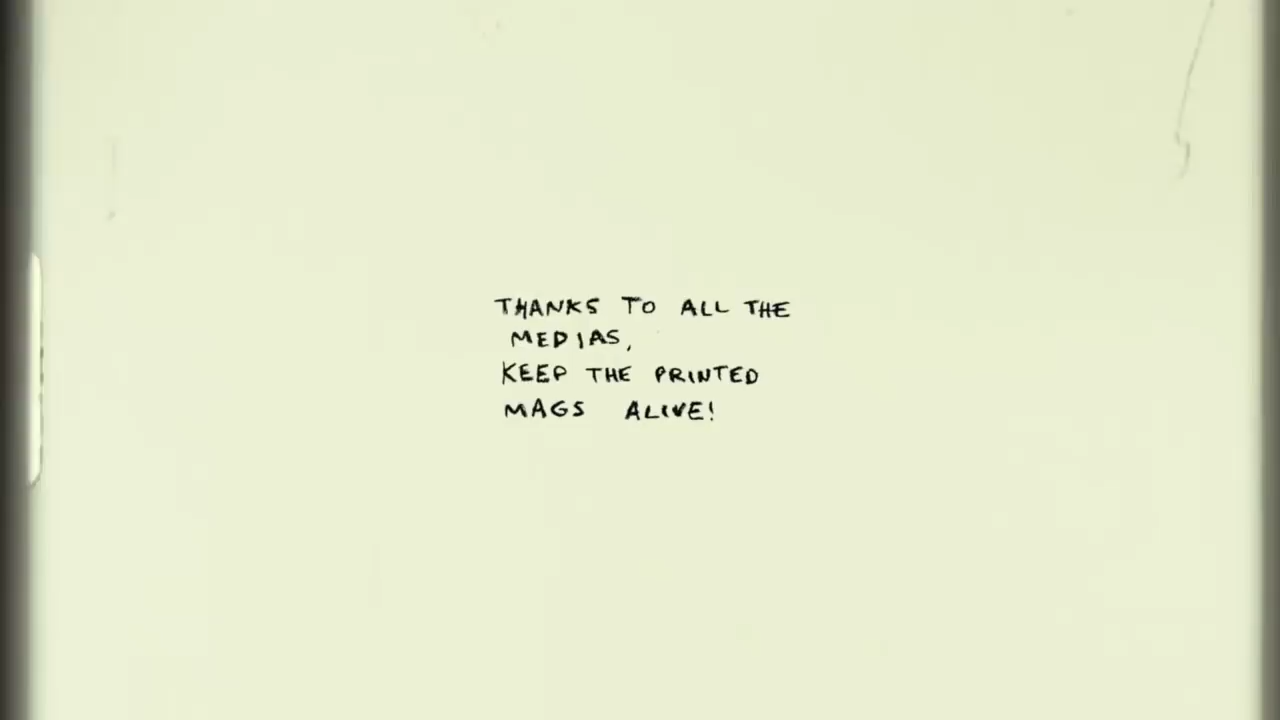 THANKS TO ALL THE
MEDIAS,
KEEP THE PRINTED
MAGS ALIVE!